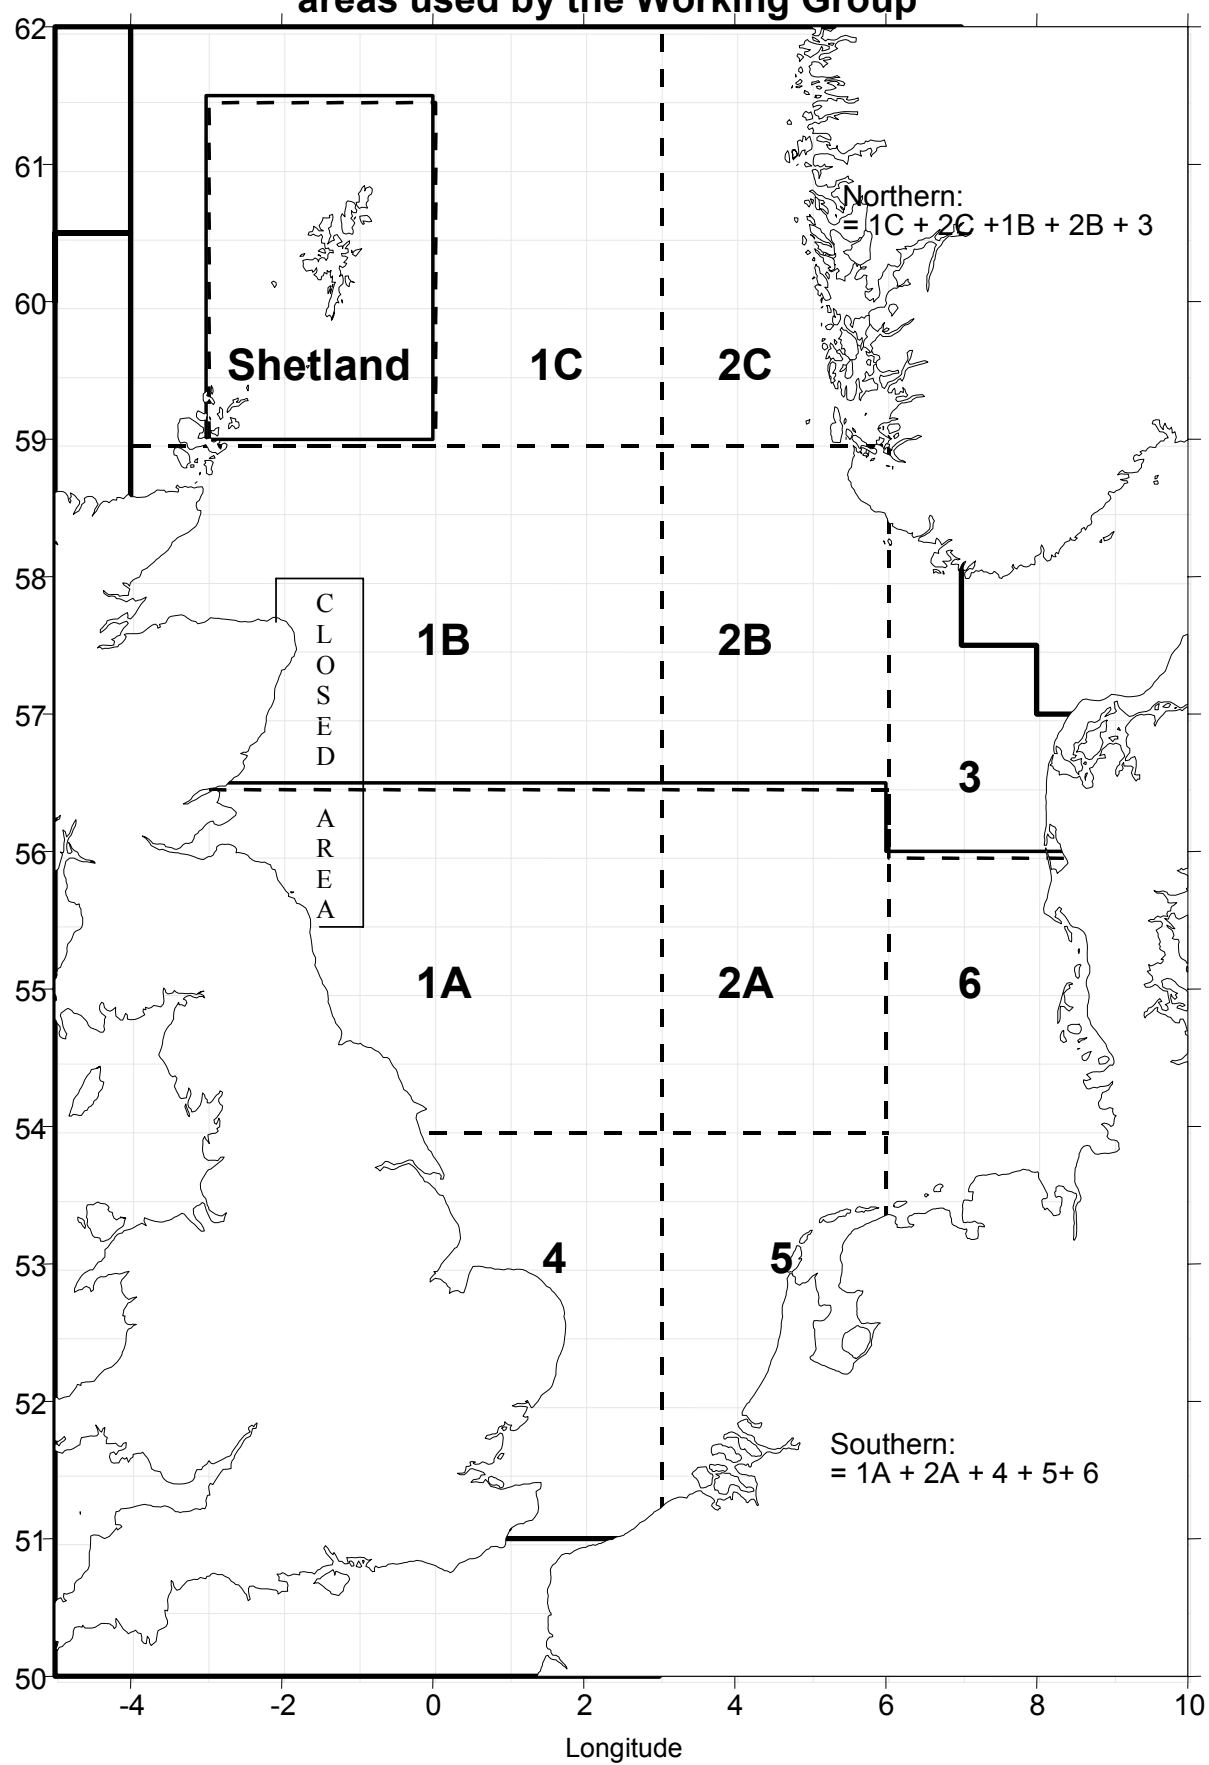 areas used by the Working Group
62
61
Northern:
= 1C + 2C +1B + 2B + 3
60
Shetland
1C
2C
59
58
C
L
O
S
E
D
1B
2B
57
3
A
R
E
A
56
1A
2A
6
55
54
4
5
53
52
Southern:
= 1A + 2A + 4 + 5+ 6
51
50
-4 -2 0 2 4 6 8 10
Longitude